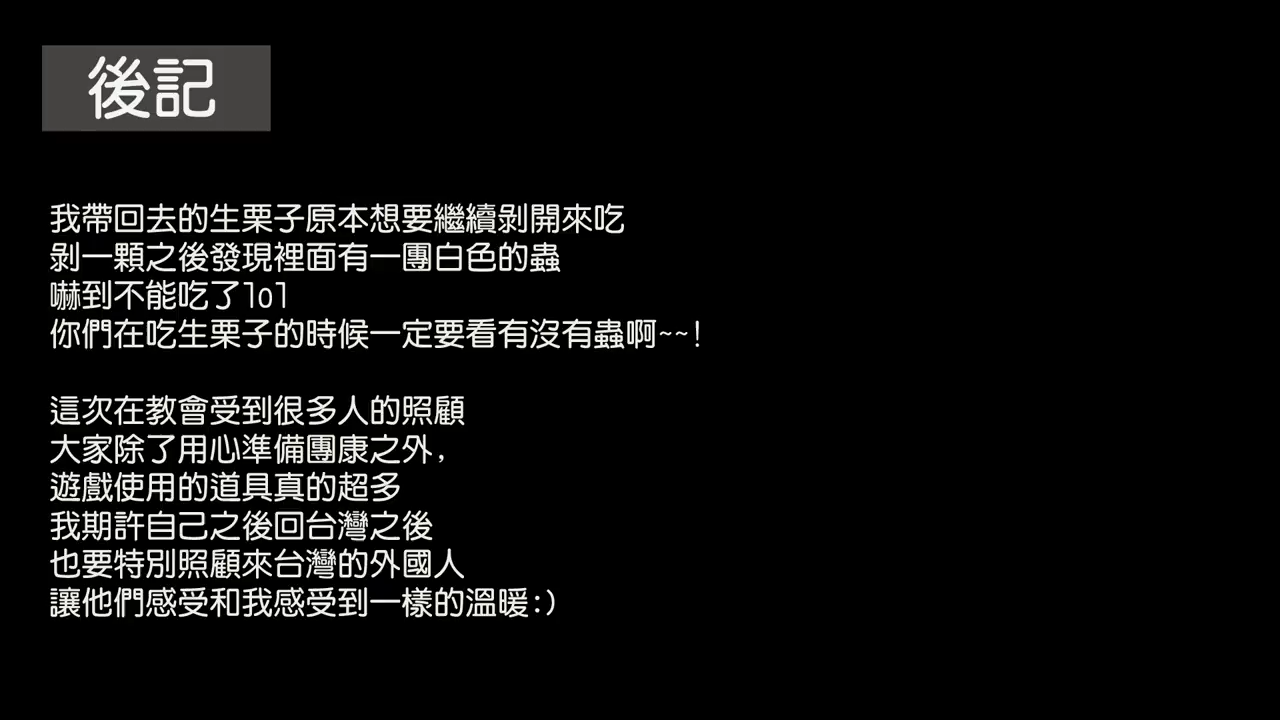 後記
我帶回去的生栗子原本想要繼續剝開來吃
剝一顆之後發現裡面有一團白色的蟲
嚇到不能吃了lol
你們在吃生栗子的時候一定要看有沒有蟲啊~~!
這次在教會受到很多人的照顧
大家除了用心準備團康之外,
遊戲使用的道具真的超多
我期許自己之後回台灣之後
也要特別照顧來台灣的外國人
讓他們感受和我感受到一樣的溫暖:)